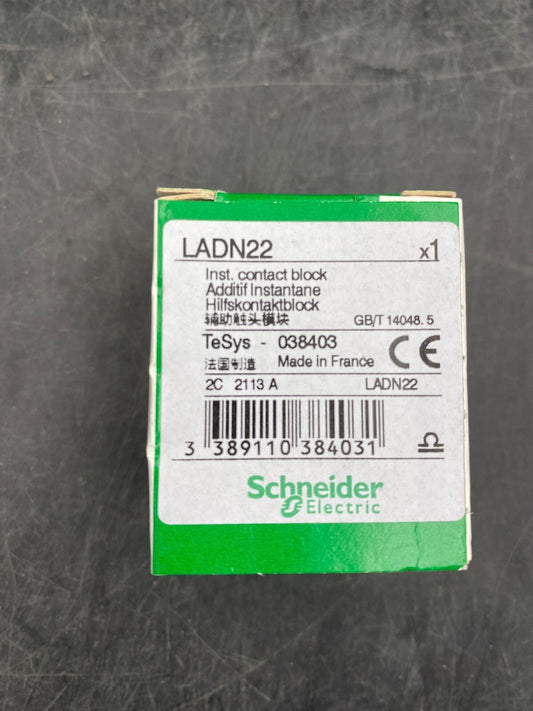 LADN22 x1
Inst. contact block
Additif Instantane
Hilfskontaktblock
辅助触头模块 GB/T 14048.5
TeSys - 038403 CE
法国制造 Made in France
2C 2113 A LADN22
3 389110 384031
Schneider
Electric